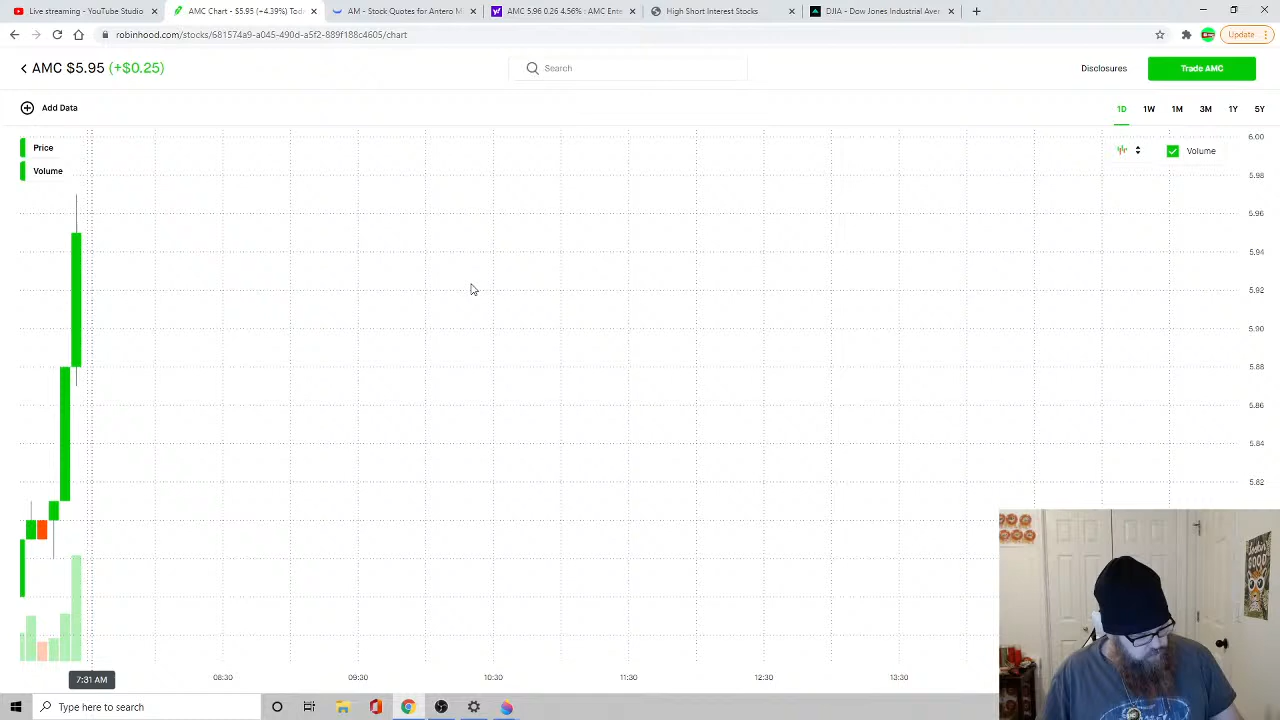 Live streaming - YouTube Studio
AMC Chart - $5.95 (+4.39%) Toda
AM - Stock Quotes for Antero M
AMC 5.96 0.26 4.56% : AMC Ente
High Short Interest Stocks
DJIA - Dow Jones Industrial Aver
robinhood.com/stocks/681574a9-a045-490d-a5f2-889f188c4605/chart
Update
AMC $5.95 (+$0.25)
Search
Disclosures
Trade AMC
Add Data
1D 1W 1M 3M 1Y 5Y
Price
Volume
Volume
6.00
5.98
5.96
5.94
5.92
5.90
5.88
5.86
5.84
5.82
7:31 AM
08:30 09:30 10:30 11:30 12:30 13:30
Type here to search